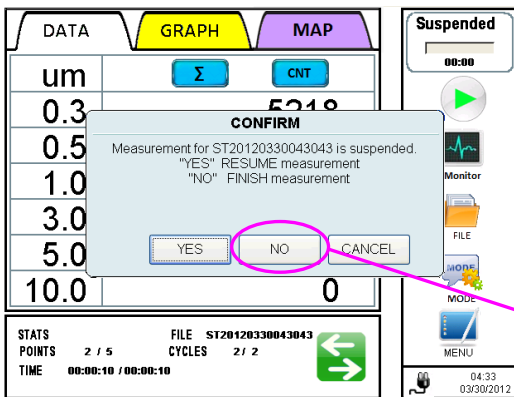 DATA GRAPH MAP
Suspended
00:00
um Σ CNT
0.3 5218
CONFIRM
Measurement for ST20120330043043 is suspended.
"YES" RESUME measurement
"NO" FINISH measurement
YES NO CANCEL
0.5
1.0
3.0
5.0
10.0 0
Monitor
FILE
MODE
MODE
MENU
STATS FILE ST20120330043043
POINTS 2 / 5 CYCLES 2 / 2
TIME 00:00:10 / 00:00:10
04:33
03/30/2012